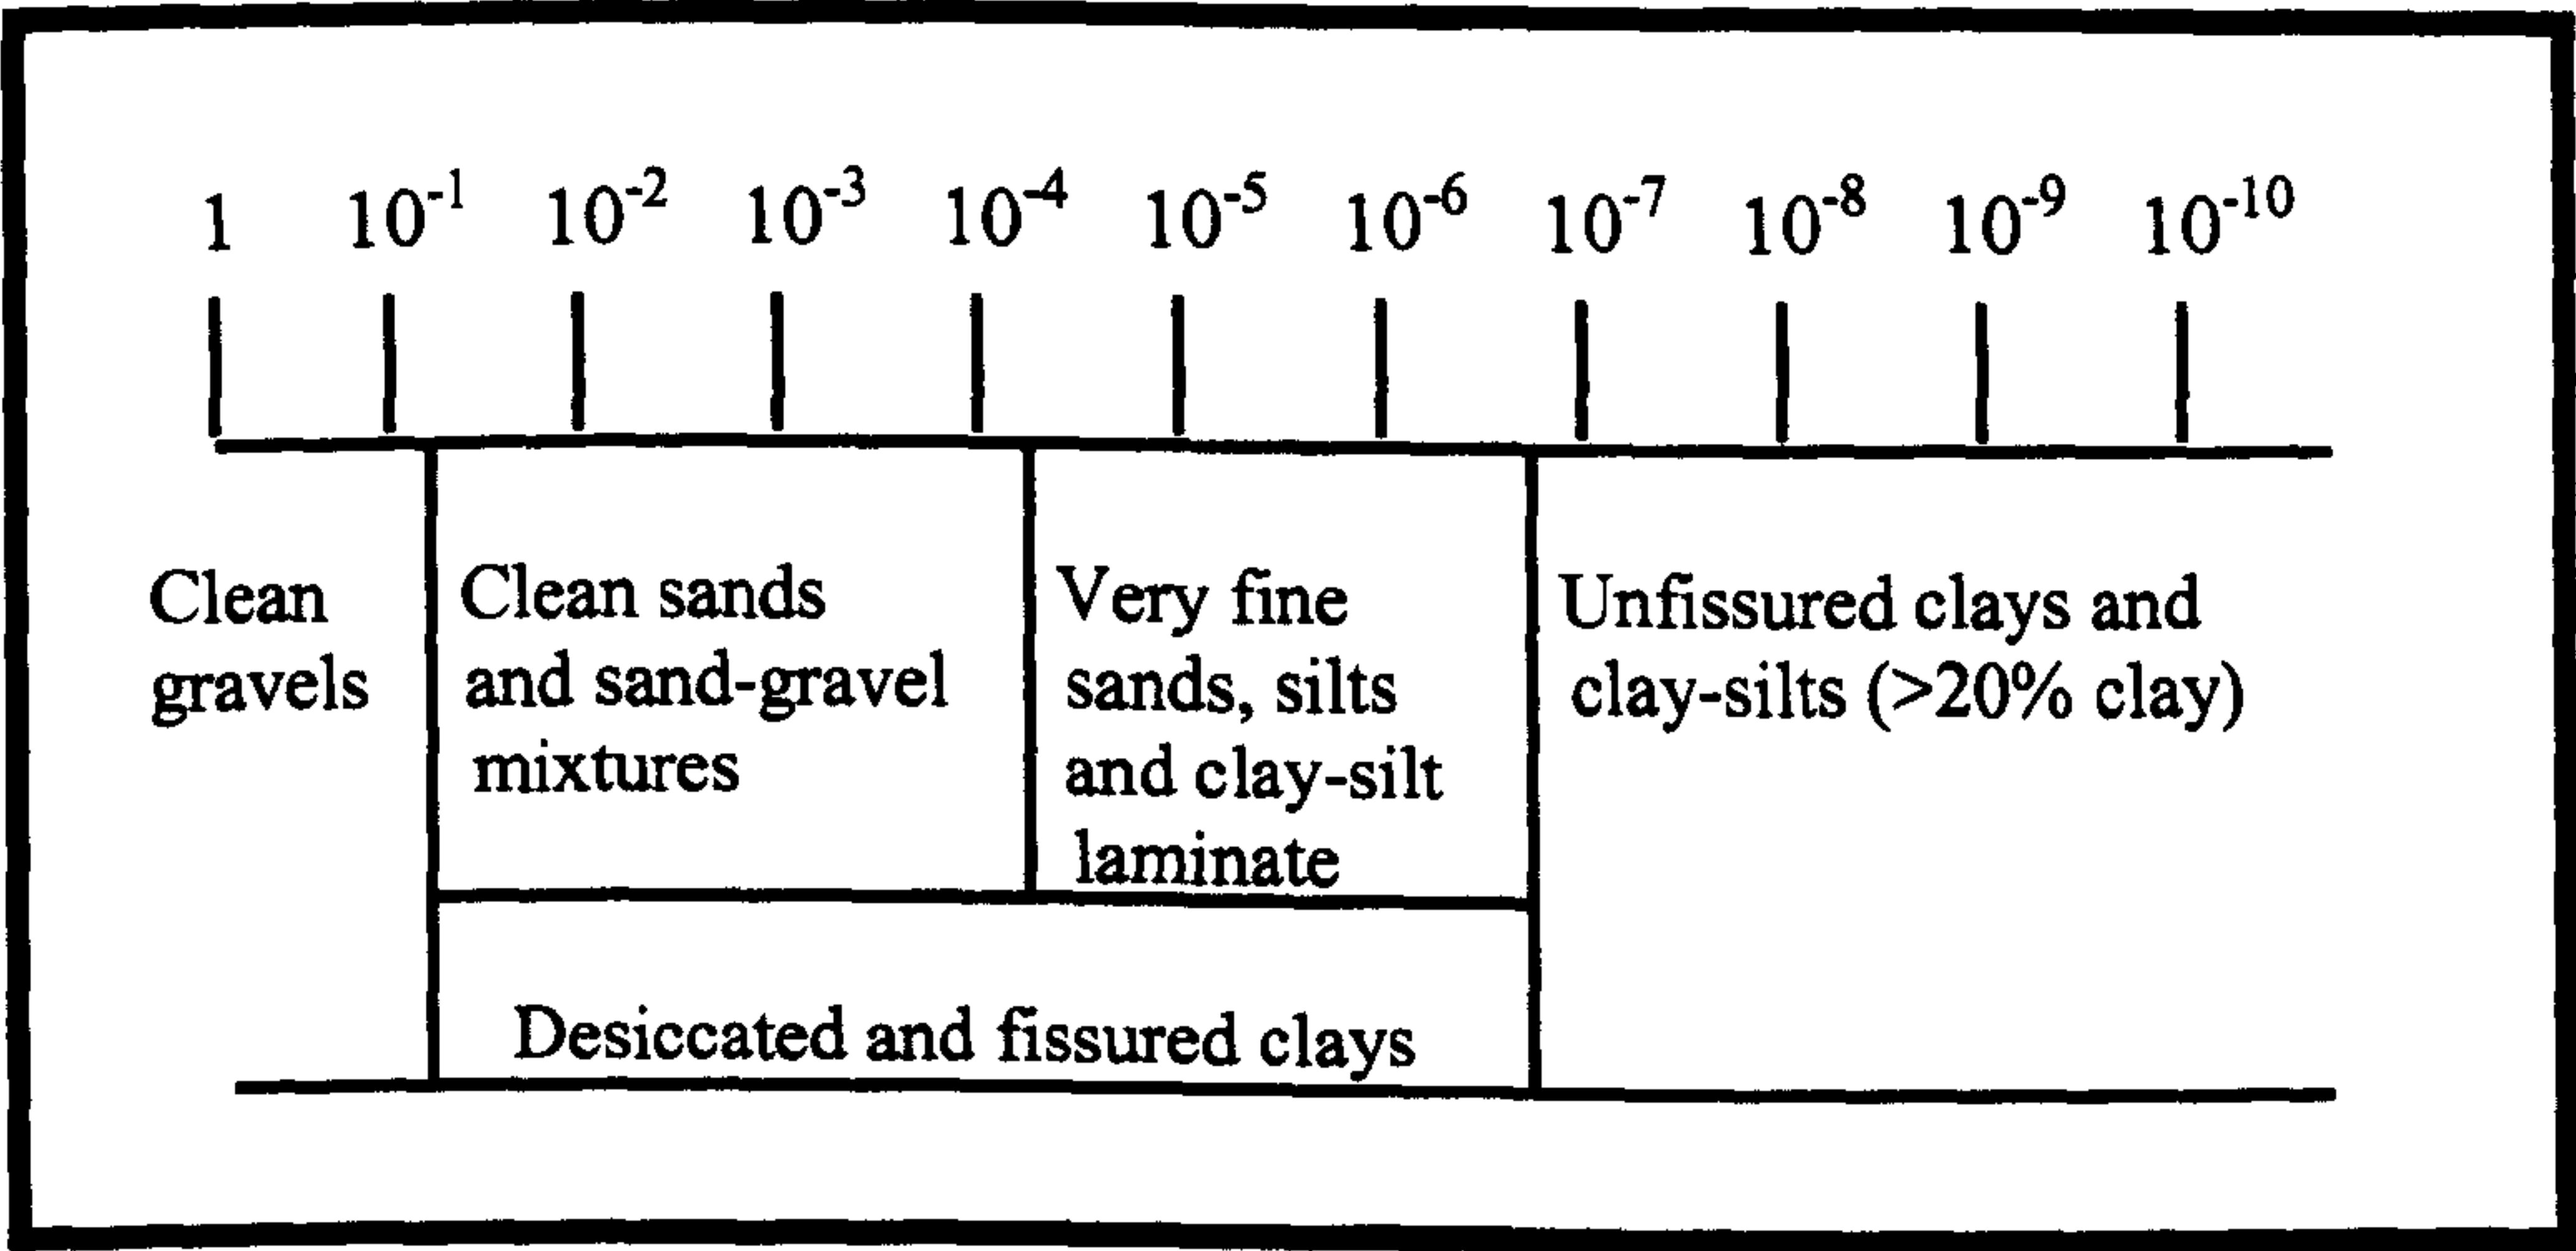 1 10⁻¹ 10⁻² 10⁻³ 10⁻⁴ 10⁻⁵ 10⁻⁶ 10⁻⁷ 10⁻⁸ 10⁻⁹ 10⁻¹⁰
Clean
gravels
Clean sands
and sand-gravel
mixtures
Very fine
sands, silts
and clay-silt
laminate
Unfissured clays and
clay-silts (>20% clay)
Desiccated and fissured clays